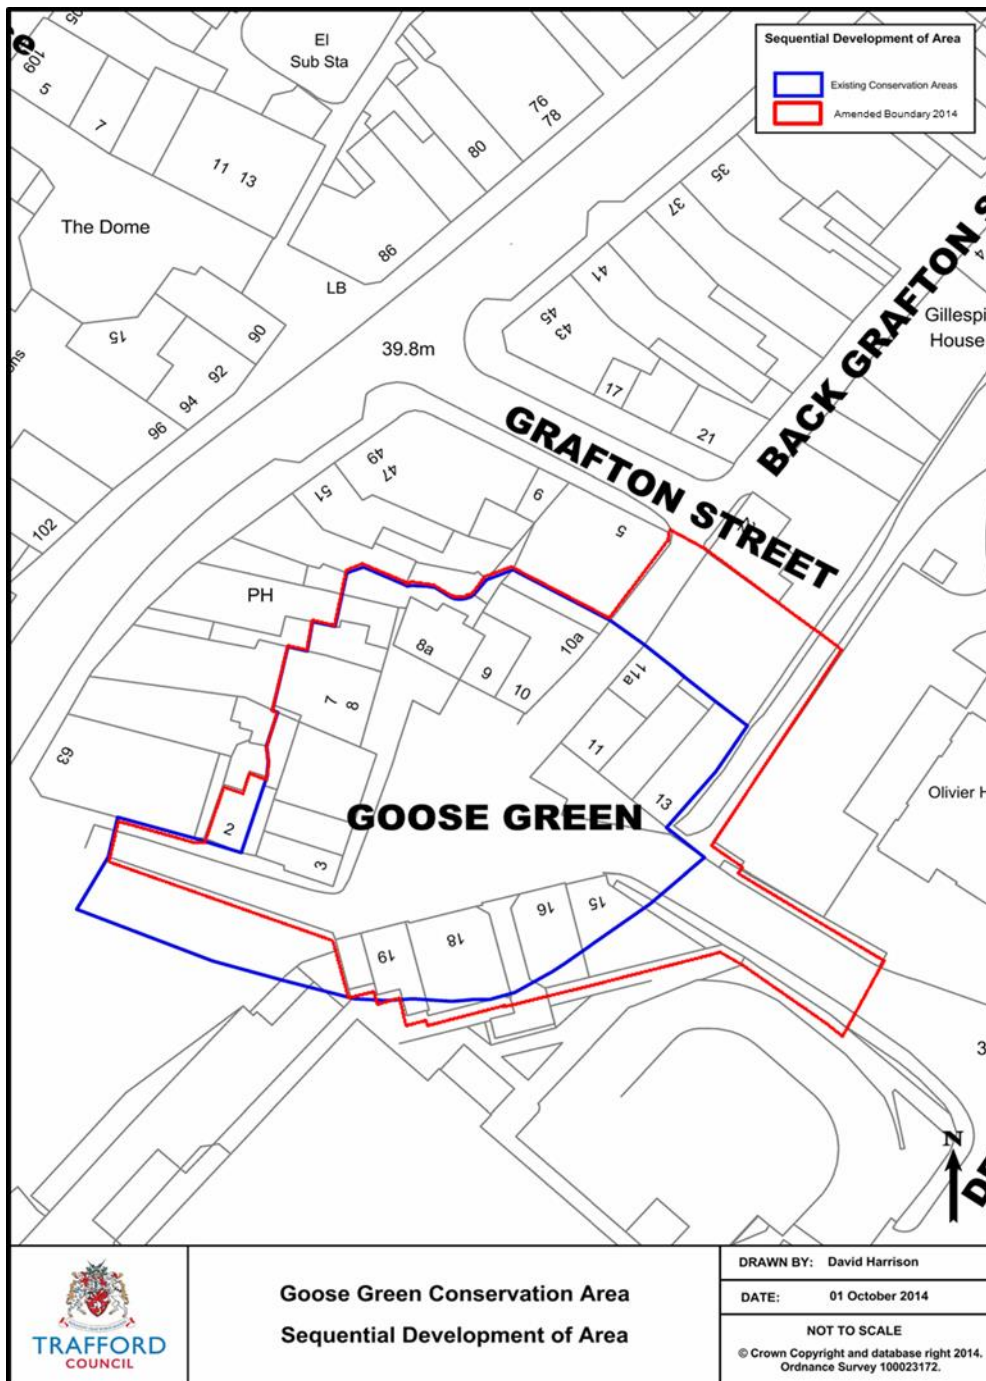 Sequential Development of Area
Existing Conservation Areas
Amended Boundary 2014
El
Sub Sta
109
5
7
11 13
76
78
80
The Dome
86
LB
35
37
41
45
43
BACK GRAFTON S
4
Gillespi
House
39.8m
15
90
92
94
96
102
17
21
GRAFTON STREET
49
47
51
6
5
PH
8a
9
10
10a
11a
11
13
7
8
63
2
3
GOOSE GREEN
Olivier H
19
18
16
15
3
N
DE
TRAFFORD
COUNCIL
Goose Green Conservation Area
Sequential Development of Area
DRAWN BY: David Harrison
DATE: 01 October 2014
NOT TO SCALE
© Crown Copyright and database right 2014.
Ordnance Survey 100023172.